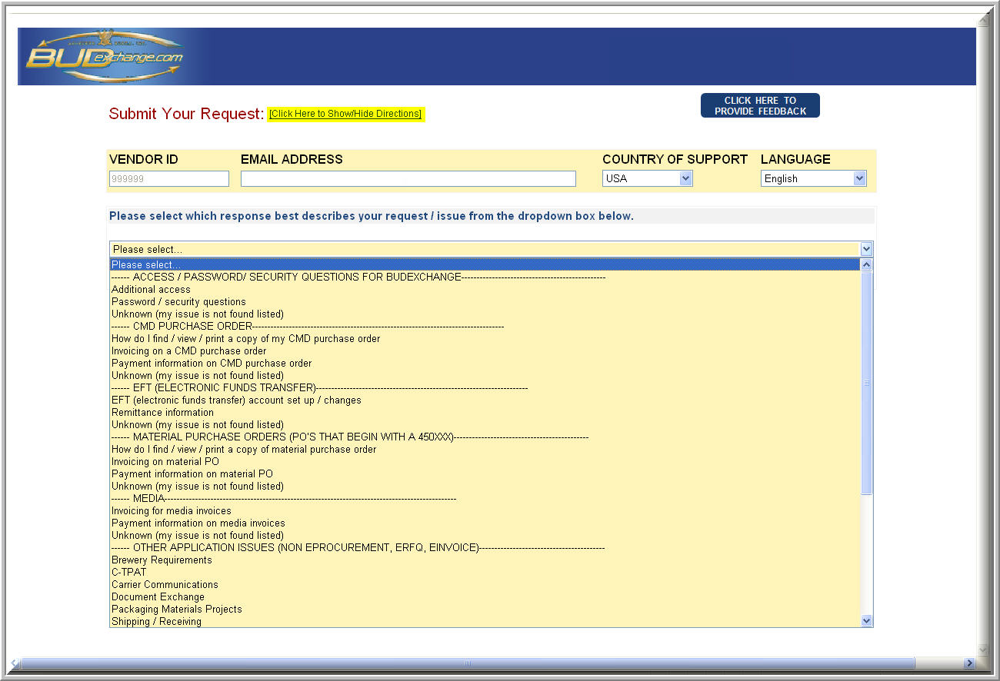 BUDexchange.com
Submit Your Request: [Click Here to Show/Hide Directions]
CLICK HERE TO
PROVIDE FEEDBACK
VENDOR ID EMAIL ADDRESS COUNTRY OF SUPPORT LANGUAGE
999999 USA English
Please select which response best describes your request / issue from the dropdown box below.
Please select...
Please select...
------ ACCESS / PASSWORD/ SECURITY QUESTIONS FOR BUDEXCHANGE-----------------------------------------------
Additional access
Password / security questions
Unknown (my issue is not found listed)
------ CMD PURCHASE ORDER----------------------------------------------------------------------------------
How do I find / view / print a copy of my CMD purchase order
Invoicing on a CMD purchase order
Payment information on CMD purchase order
Unknown (my issue is not found listed)
------ EFT (ELECTRONIC FUNDS TRANSFER)---------------------------------------------------------------------
EFT (electronic funds transfer) account set up / changes
Remittance information
Unknown (my issue is not found listed)
------ MATERIAL PURCHASE ORDERS (PO'S THAT BEGIN WITH A 450XXX)--------------------------------------------
How do I find / view / print a copy of material purchase order
Invoicing on material PO
Payment information on material PO
Unknown (my issue is not found listed)
------ MEDIA-----------------------------------------------------------------------------------------------
Invoicing for media invoices
Payment information on media invoices
Unknown (my issue is not found listed)
------ OTHER APPLICATION ISSUES (NON EPROCUREMENT, ERFQ, EINVOICE)-----------------------------------------
Brewery Requirements
C-TPAT
Carrier Communications
Document Exchange
Packaging Materials Projects
Shipping / Receiving